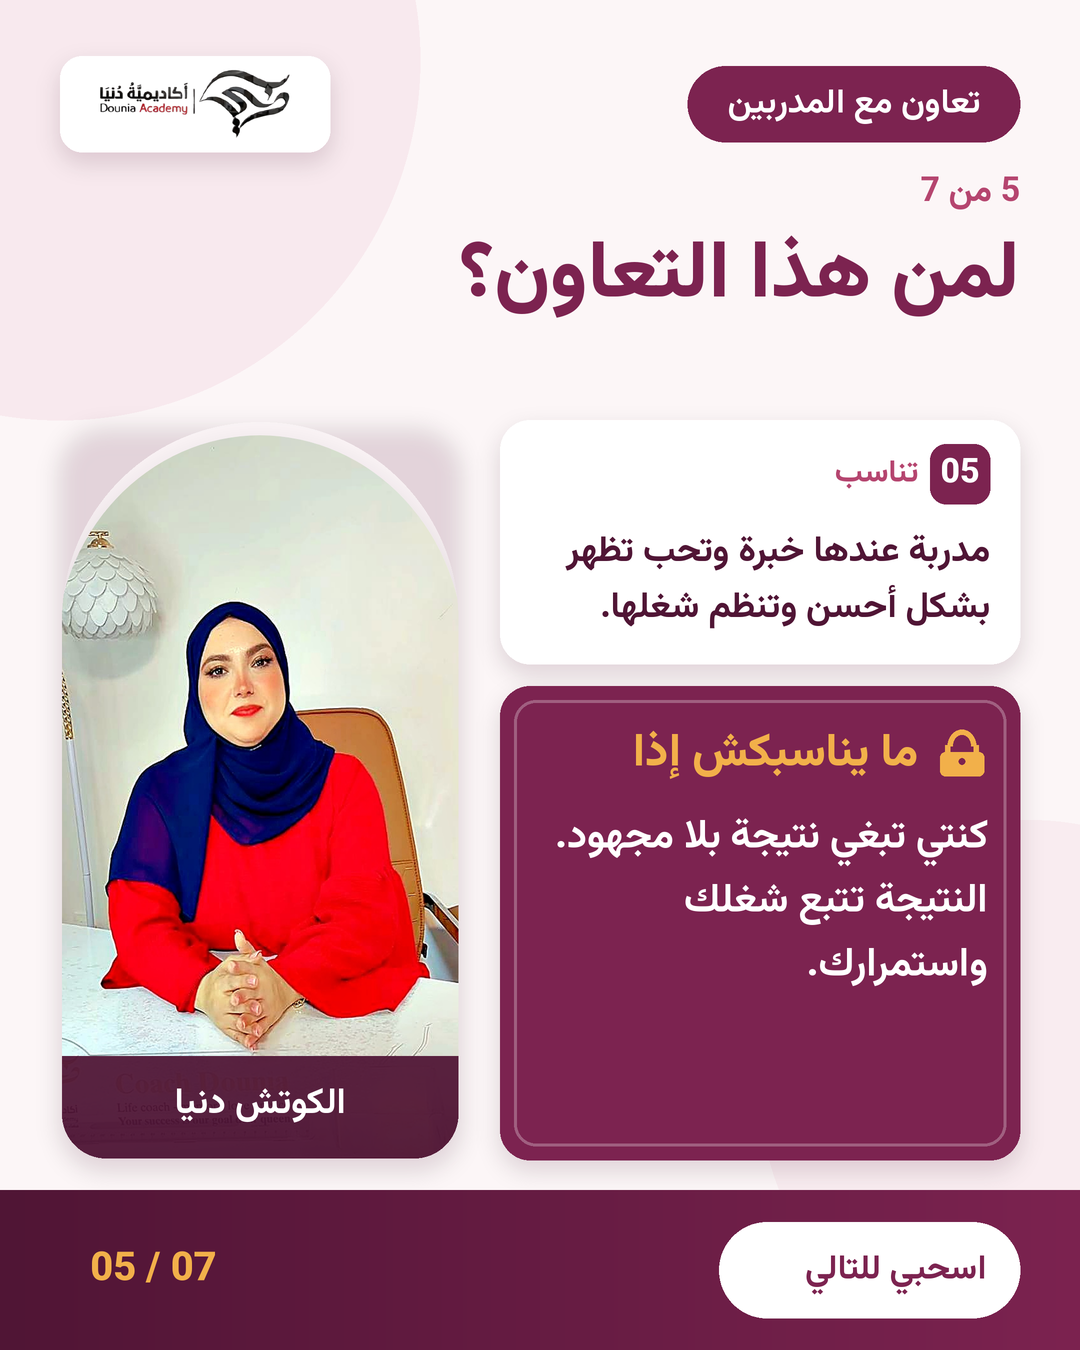 أكاديميَّةُ دُنيَا
Dounia Academy
تعاون مع المدربين
5 من 7
لمن هذا التعاون؟
05
تناسب
مدربة عندها خبرة وتحب تظهر
بشكل أحسن وتنظم شغلها.
ما يناسبكش إذا
كنتي تبغي نتيجة بلا مجهود.
النتيجة تتبع شغلك
واستمرارك.
الكوتش دنيا
05 / 07
اسحبي للتالي